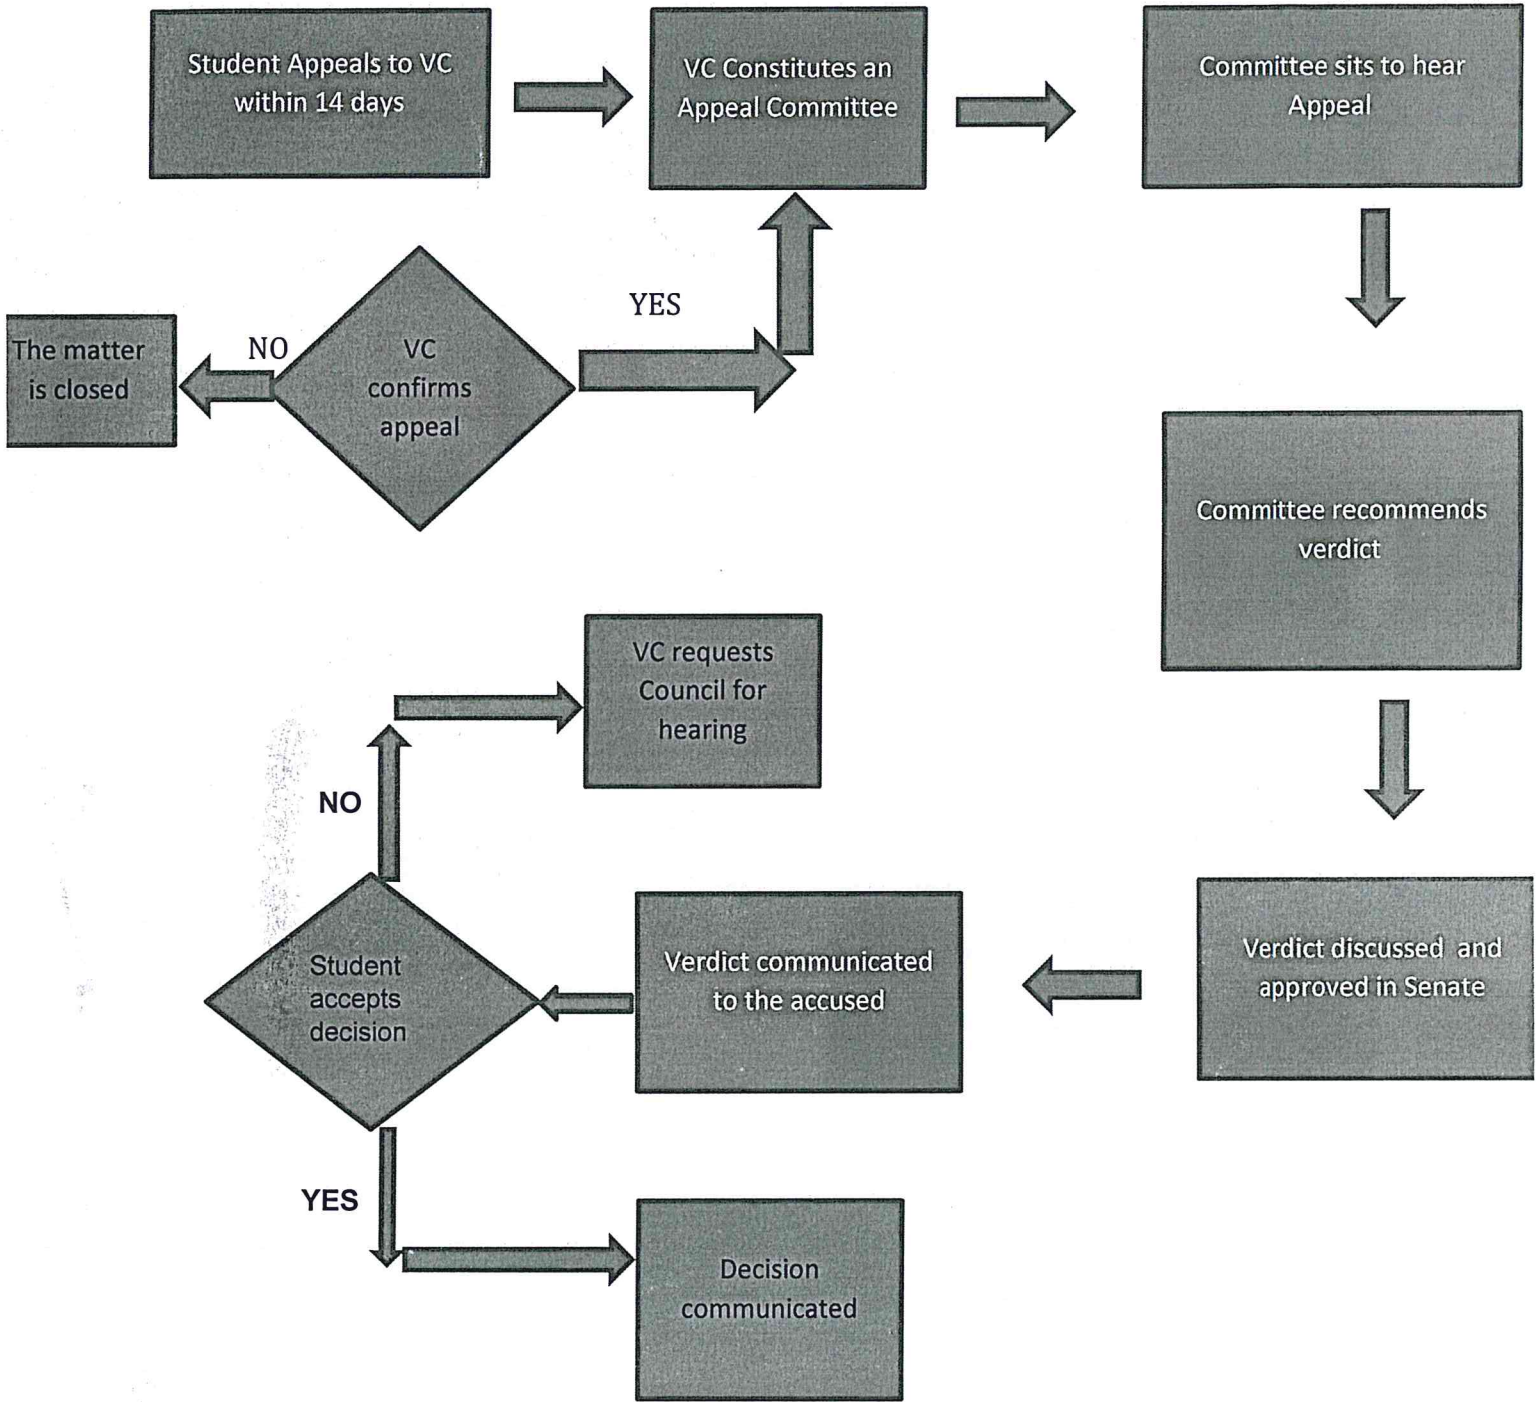 Student Appeals to VC
within 14 days
VC Constitutes an
Appeal Committee
Committee sits to hear
Appeal
YES
NO
The matter
is closed
VC
confirms
appeal
Committee recommends
verdict
VC requests
Council for
hearing
NO
Student
accepts
decision
Verdict communicated
to the accused
Verdict discussed and
approved in Senate
YES
Decision
communicated